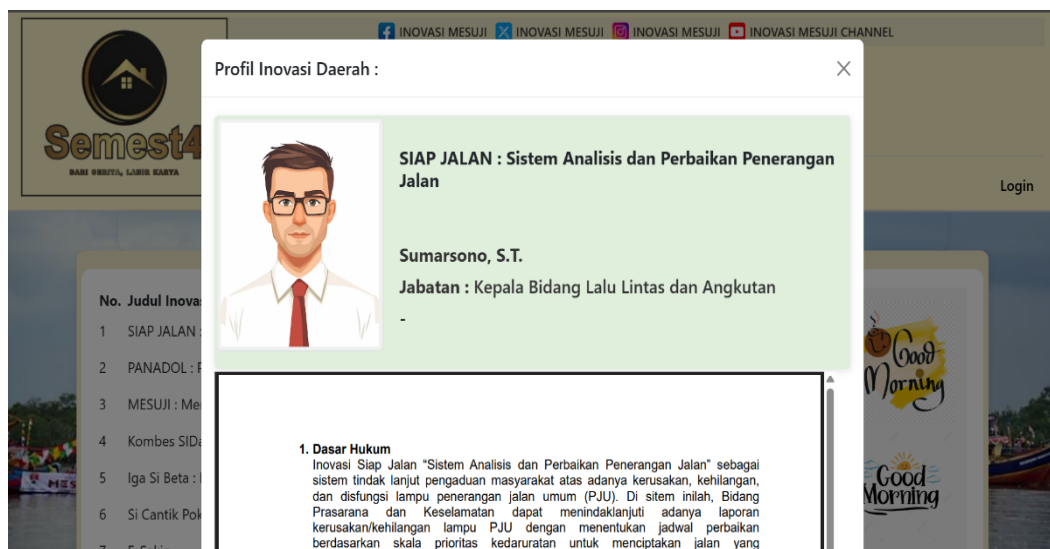 INOVASI MESUJI INOVASI MESUJI INOVASI MESUJI INOVASI MESUJI CHANNEL
Semest4
DARI CERITA, LAHIR KARYA
Login
Profil Inovasi Daerah :
SIAP JALAN : Sistem Analisis dan Perbaikan Penerangan
Jalan
Sumarsono, S.T.
Jabatan : Kepala Bidang Lalu Lintas dan Angkutan
-
No. Judul Inova
1 SIAP JALAN :
2 PANADOL :
3 MESUJI : Me
4 Kombes SIDa
5 Iga Si Beta :
6 Si Cantik Pok
Good
Morning
Good
Morning
MES
1. Dasar Hukum
Inovasi Siap Jalan “Sistem Analisis dan Perbaikan Penerangan Jalan” sebagai
sistem tindak lanjut pengaduan masyarakat atas adanya kerusakan, kehilangan,
dan disfungsi lampu penerangan jalan umum (PJU). Di sitem inilah, Bidang
Prasarana dan Keselamatan dapat menindaklanjuti adanya laporan
kerusakan/kehilangan lampu PJU dengan menentukan jadwal perbaikan
berdasarkan skala prioritas kedaruratan untuk menciptakan jalan yang